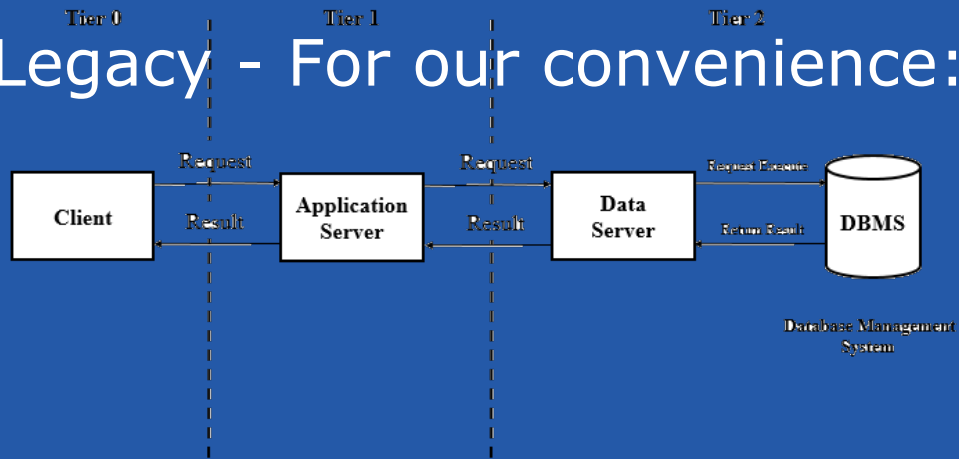 Tier 0
Tier 1
Tier 2
Legacy - For our convenience:
Request
Request
Request Execute
Client
Application
Server
Data
Server
DBMS
Result
Result
Return Result
Database Management
System